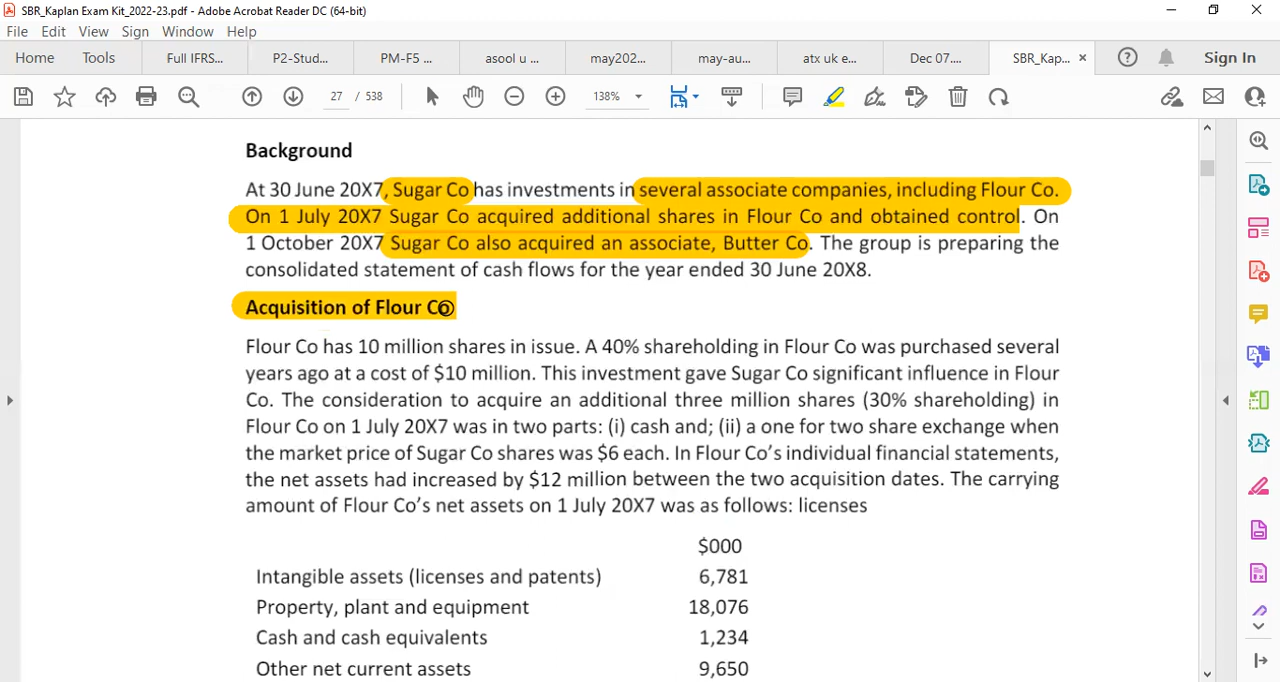 SBR_Kaplan Exam Kit_2022-23.pdf - Adobe Acrobat Reader DC (64-bit)
File Edit View Sign Window Help
Home Tools Full IFRS... P2-Stud... PM-F5 ... asool u ... may202... may-au... atx uk e... Dec 07.... SBR_Kap... × Sign In
27 / 538 138%
Background
At 30 June 20X7, Sugar Co has investments in several associate companies, including Flour Co.
On 1 July 20X7 Sugar Co acquired additional shares in Flour Co and obtained control. On
1 October 20X7 Sugar Co also acquired an associate, Butter Co. The group is preparing the
consolidated statement of cash flows for the year ended 30 June 20X8.
Acquisition of Flour Co
Flour Co has 10 million shares in issue. A 40% shareholding in Flour Co was purchased several
years ago at a cost of $10 million. This investment gave Sugar Co significant influence in Flour
Co. The consideration to acquire an additional three million shares (30% shareholding) in
Flour Co on 1 July 20X7 was in two parts: (i) cash and; (ii) a one for two share exchange when
the market price of Sugar Co shares was $6 each. In Flour Co's individual financial statements,
the net assets had increased by $12 million between the two acquisition dates. The carrying
amount of Flour Co's net assets on 1 July 20X7 was as follows: licenses
$000
Intangible assets (licenses and patents) 6,781
Property, plant and equipment 18,076
Cash and cash equivalents 1,234
Other net current assets 9,650